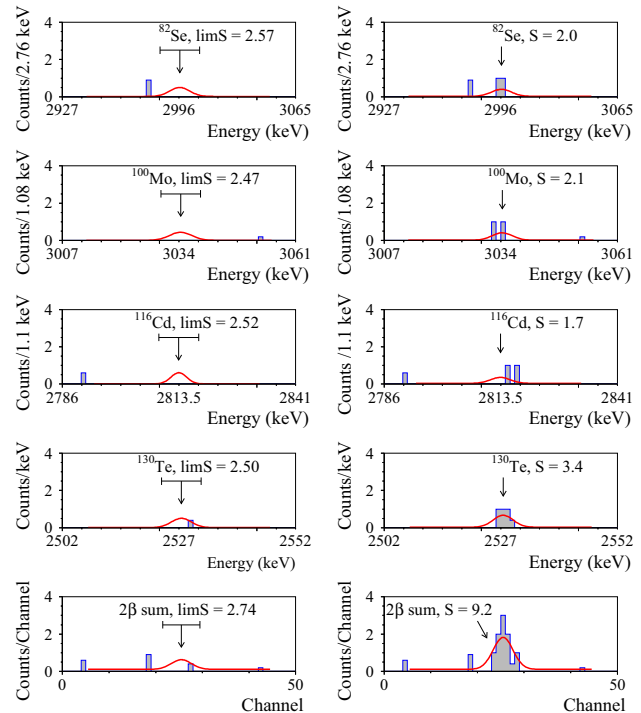 ⁸²Se, limS = 2.57
Counts/2.76 keV
4
2
0
2927
2996
3065
Energy (keV)
⁸²Se, S = 2.0
Counts/2.76 keV
4
2
0
2927
2996
3065
Energy (keV)
¹⁰⁰Mo, limS = 2.47
Counts/1.08 keV
4
2
0
3007
3034
3061
Energy (keV)
¹⁰⁰Mo, S = 2.1
Counts/1.08 keV
4
2
0
3007
3034
3061
Energy (keV)
¹¹⁶Cd, limS = 2.52
Counts/1.1 keV
4
2
0
2786
2813.5
2841
Energy (keV)
¹¹⁶Cd, S = 1.7
Counts /1.1 keV
4
2
0
2786
2813.5
2841
Energy (keV)
¹³⁰Te, limS = 2.50
Counts/keV
4
2
0
2502
2527
2552
Energy (keV)
¹³⁰Te, S = 3.4
Counts/keV
4
2
0
2502
2527
2552
Energy (keV)
2β sum, limS = 2.74
Counts/Channel
4
2
0
0
50
Channel
2β sum, S = 9.2
Counts/Channel
4
2
0
0
50
Channel